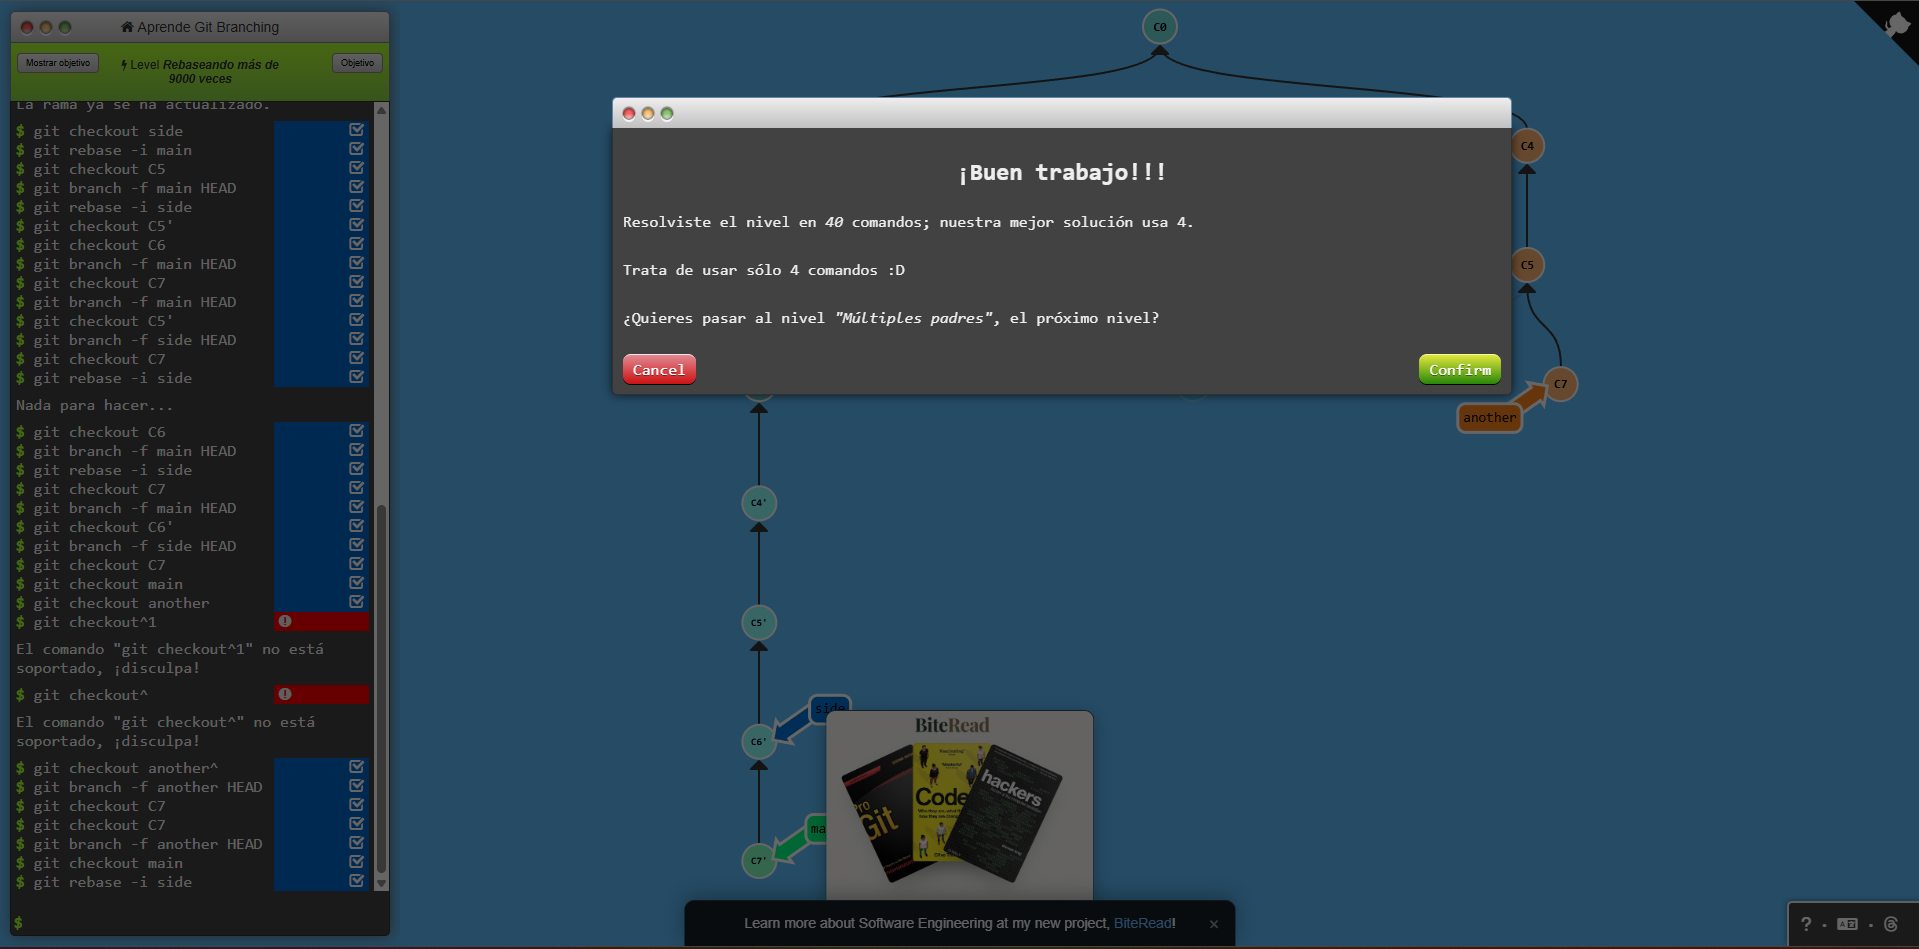 Aprende Git Branching
Mostrar objetivo
Level Rebaseando más de
9000 veces
Objetivo
La rama ya se ha actualizado.
$ git checkout side
$ git rebase -i main
$ git checkout C5
$ git branch -f main HEAD
$ git rebase -i side
$ git checkout C5'
$ git checkout C6
$ git branch -f main HEAD
$ git checkout C7
$ git branch -f main HEAD
$ git checkout C5'
$ git branch -f side HEAD
$ git checkout C7
$ git rebase -i side
Nada para hacer...
$ git checkout C6
$ git branch -f main HEAD
$ git rebase -i side
$ git checkout C7
$ git branch -f main HEAD
$ git checkout C6'
$ git branch -f side HEAD
$ git checkout C7
$ git checkout main
$ git checkout another
$ git checkout^1
El comando "git checkout^1" no está
soportado, ¡disculpa!
$ git checkout^
El comando "git checkout^" no está
soportado, ¡disculpa!
$ git checkout another^
$ git branch -f another HEAD
$ git checkout C7
$ git checkout C7
$ git branch -f another HEAD
$ git checkout main
$ git rebase -i side
$
C0
¡Buen trabajo!!!
Resolviste el nivel en 40 comandos; nuestra mejor solución usa 4.
Trata de usar sólo 4 comandos :D
¿Quieres pasar al nivel "Múltiples padres", el próximo nivel?
Cancel
Confirm
C4
C5
C7
another
C4'
C5'
side
C6'
ma
C7'
BiteRead
Pro
Git
Code
hackers
Learn more about Software Engineering at my new project, BiteRead!
×
?